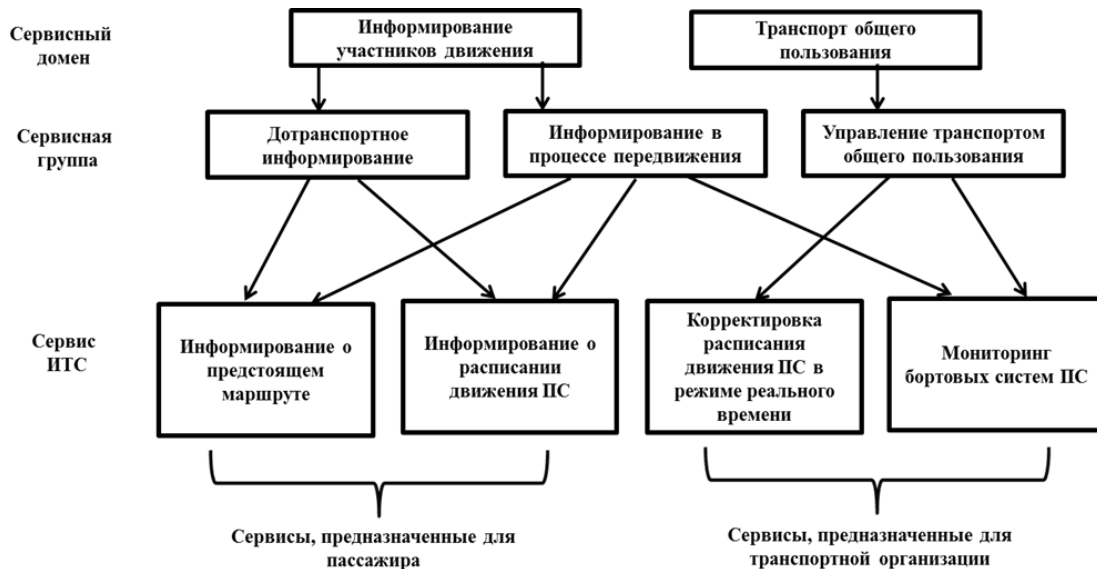 Сервисный
домен
Информирование
участников движения
Транспорт общего
пользования
Сервисная
группа
Дотранспортное
информирование
Информирование в
процессе передвижения
Управление транспортом
общего пользования
Сервис
ИТС
Информирование о
предстоящем
маршруте
Информирование о
расписании
движения ПС
Корректировка
расписания
движения ПС в
режиме реального
времени
Мониторинг
бортовых систем ПС
Сервисы, предназначенные для
пассажира
Сервисы, предназначенные для
транспортной организации